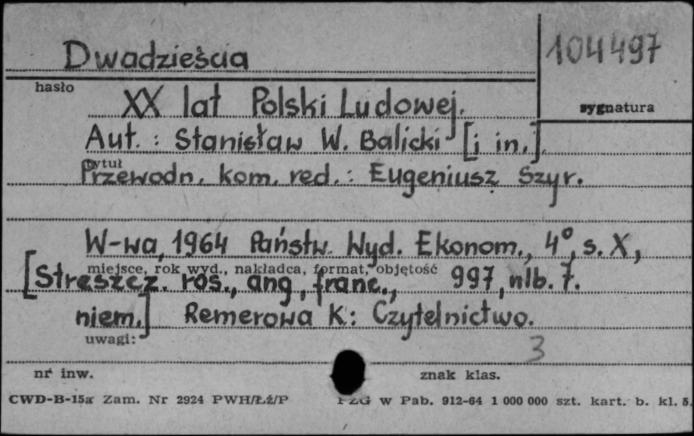 Dwadzieścia
104497
hasło
XX lat Polski Ludowej.
sygnatura
Aut.: Stanisław W. Balicki [i in.].
tytuł
Przewodn. kom. red.: Eugeniusz Szyr.
W-wa, 1964 Państw. Wyd. Ekonom., 4°, s. X,
miejsce, rok wyd., nakładca, format, objętość
[Streszcz. ros., ang., franc., 997, nlb. 7.
niem.] Remerowa K: Czytelnictwo.
uwagi:
3
nr inw. znak klas.
CWD-B-15a Zam. Nr 2924 PWH/Łź/P PZG w Pab. 912-64 1 000 000 szt. kart. b. kl. 5.